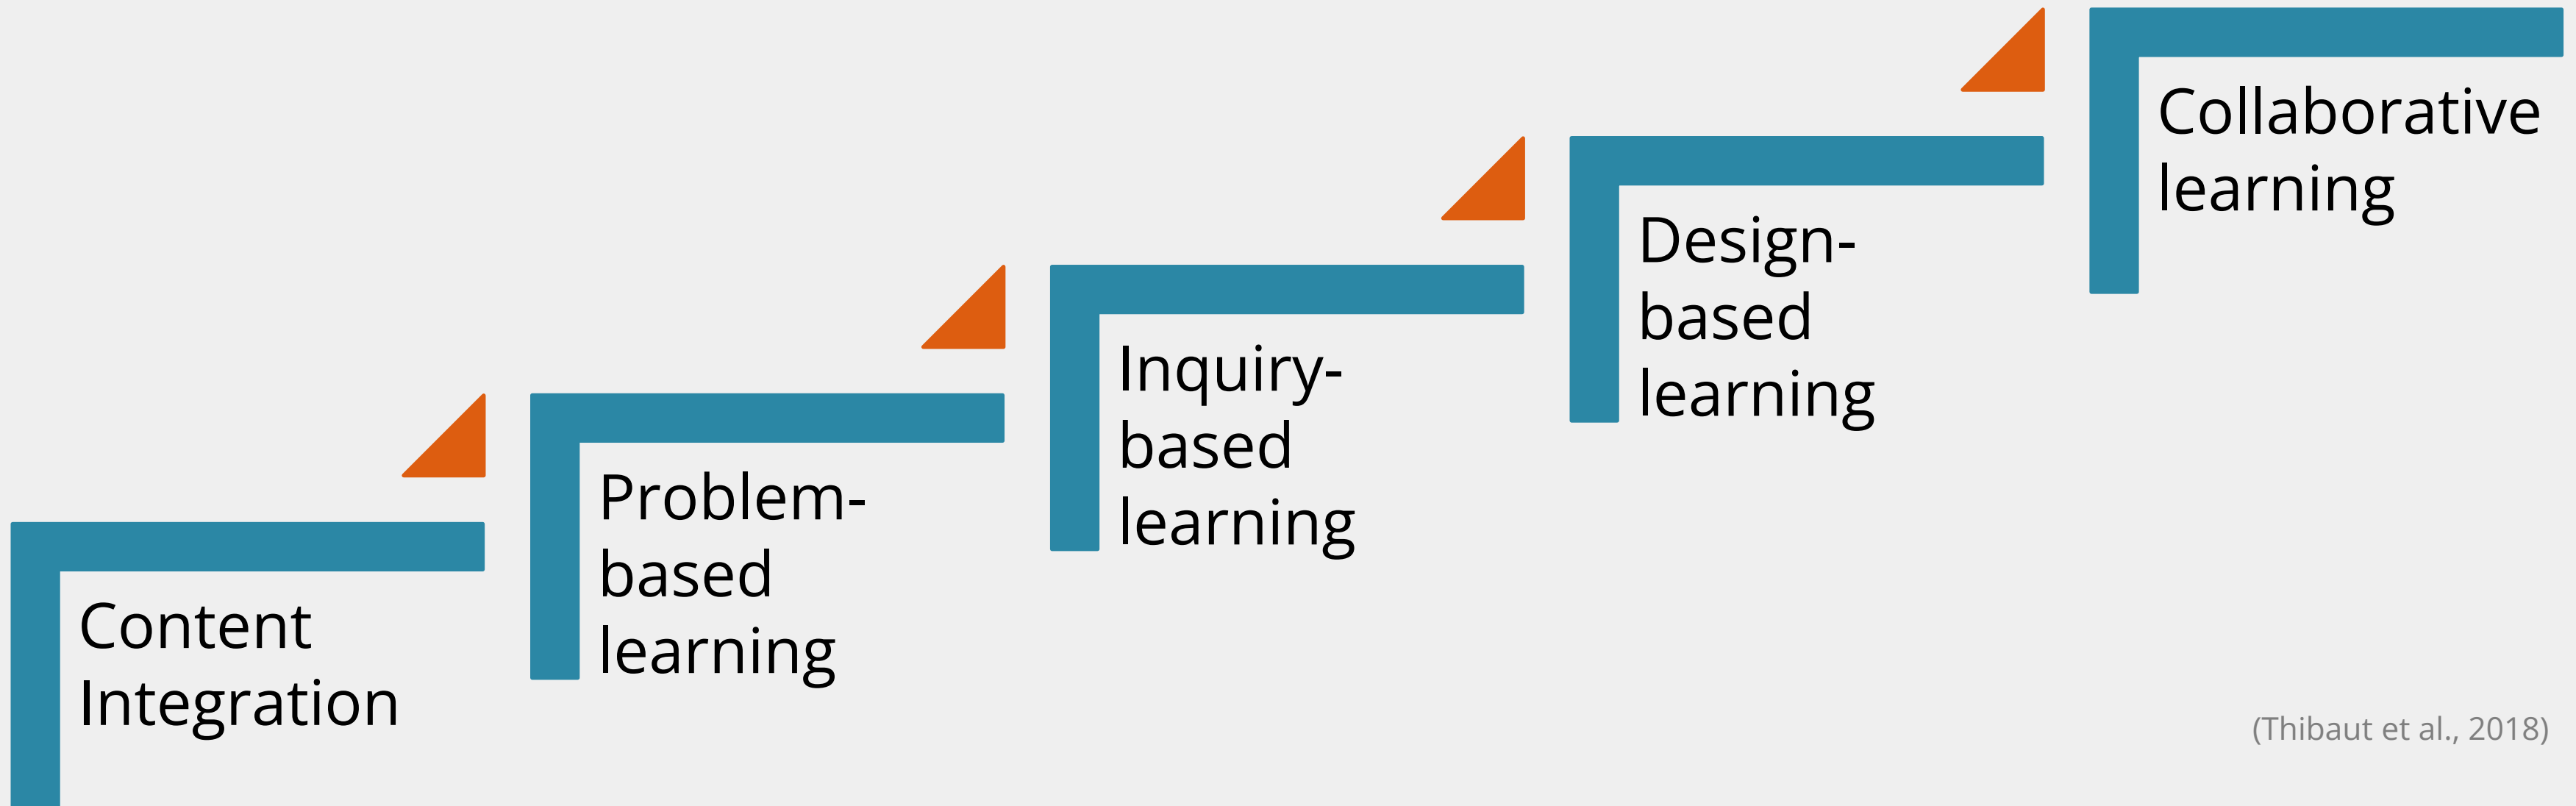 Content
Integration
Problem-
based
learning
Inquiry-
based
learning
Design-
based
learning
Collaborative
learning
(Thibaut et al., 2018)